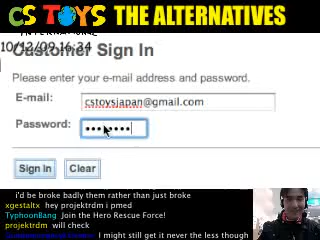 CS TOYS THE ALTERNATIVES
INTERNATIONAL
10/12/09 16:34
Customer Sign In
Please enter your e-mail address and password.
E-mail: cstoysjapan@gmail.com
Password: ••••••••
Sign In Clear
i'd be broke badly them rather than just broke
xgestaltx hey projektrdm i pmed
TyphoonBang Join the Hero Rescue Force!
projektrdm will check
I might still get it never the less though